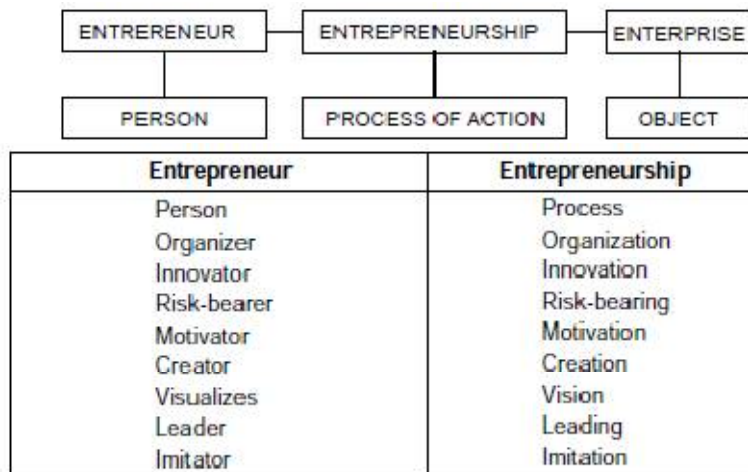 ENTRERENEUR ENTREPRENEURSHIP ENTERPRISE
PERSON PROCESS OF ACTION OBJECT
Entrepreneur Entrepreneurship
Person Process
Organizer Organization
Innovator Innovation
Risk-bearer Risk-bearing
Motivator Motivation
Creator Creation
Visualizes Vision
Leader Leading
Imitator Imitation